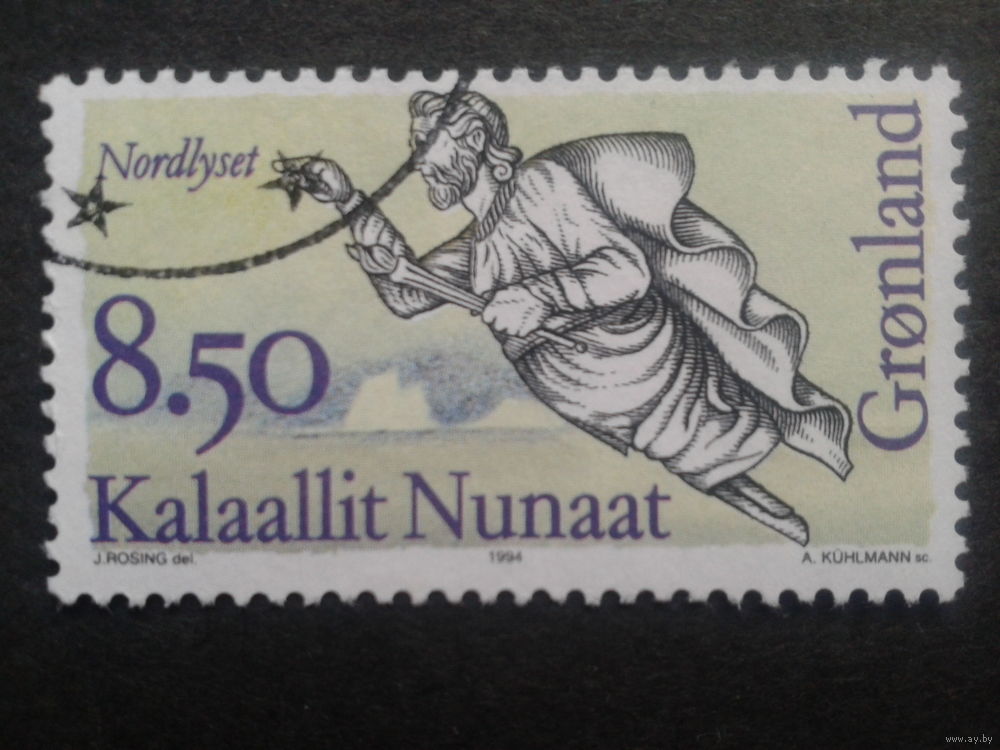 Nordlyset
Grønland
8.50
Kalaallit Nunaat
J.ROSING del.
1994
A. KÜHLMANN sc.
www.ay.by